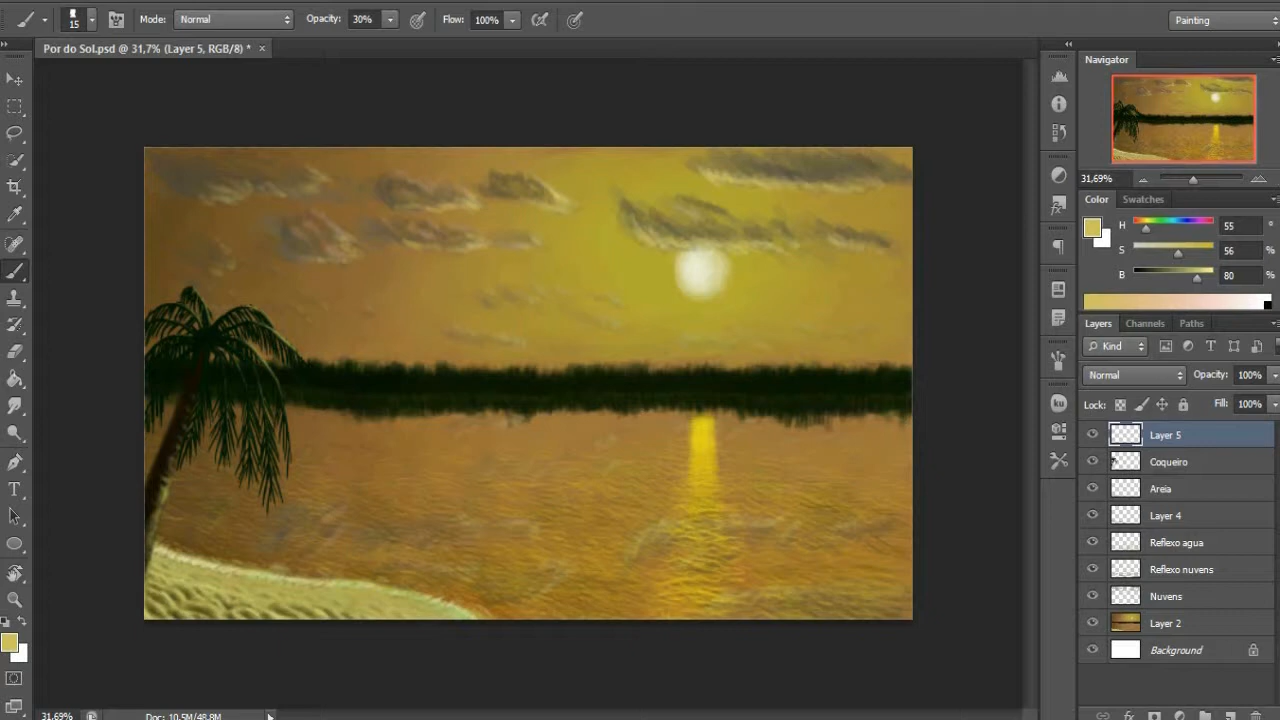 15 Mode: Normal Opacity: 30% Flow: 100% Painting
Por do Sol.psd @ 31,7% (Layer 5, RGB/8) * ×
Navigator
31,69%
Color Swatches
H 55 °
S 56 %
B 80 %
Layers Channels Paths
Kind
Normal Opacity: 100%
Lock: Fill: 100%
Layer 5
Coqueiro
Areia
Layer 4
Reflexo agua
Reflexo nuvens
Nuvens
Layer 2
Background
31,69% Doc: 10,5M/48,8M